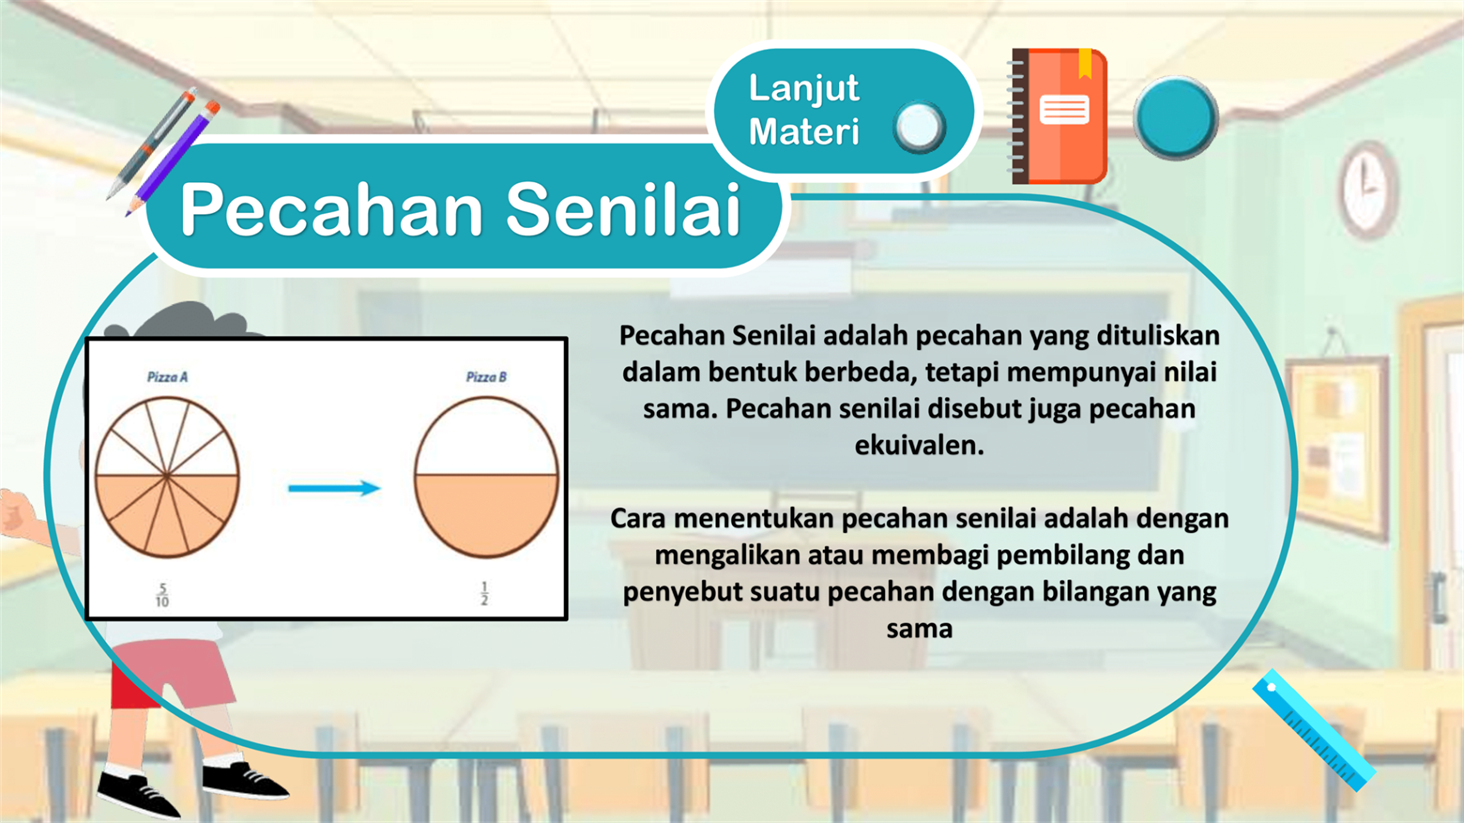 Lanjut
Materi
Pecahan Senilai
Pizza A
Pizza B
5
10
1
2
Pecahan Senilai adalah pecahan yang dituliskan
dalam bentuk berbeda, tetapi mempunyai nilai
sama. Pecahan senilai disebut juga pecahan
ekuivalen.
Cara menentukan pecahan senilai adalah dengan
mengalikan atau membagi pembilang dan
penyebut suatu pecahan dengan bilangan yang
sama